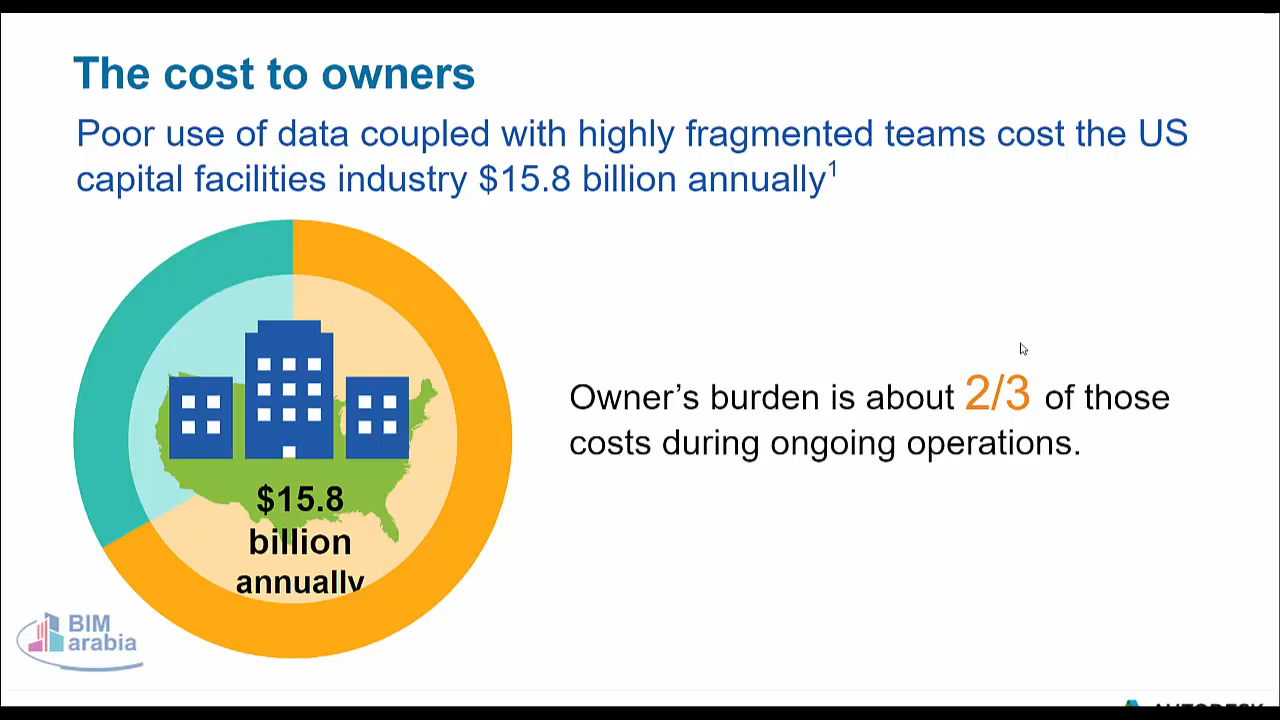 The cost to owners
Poor use of data coupled with highly fragmented teams cost the US
capital facilities industry $15.8 billion annually1
$15.8
billion
annually
Owner’s burden is about 2/3 of those
costs during ongoing operations.
BIM
arabia
AUTODESK